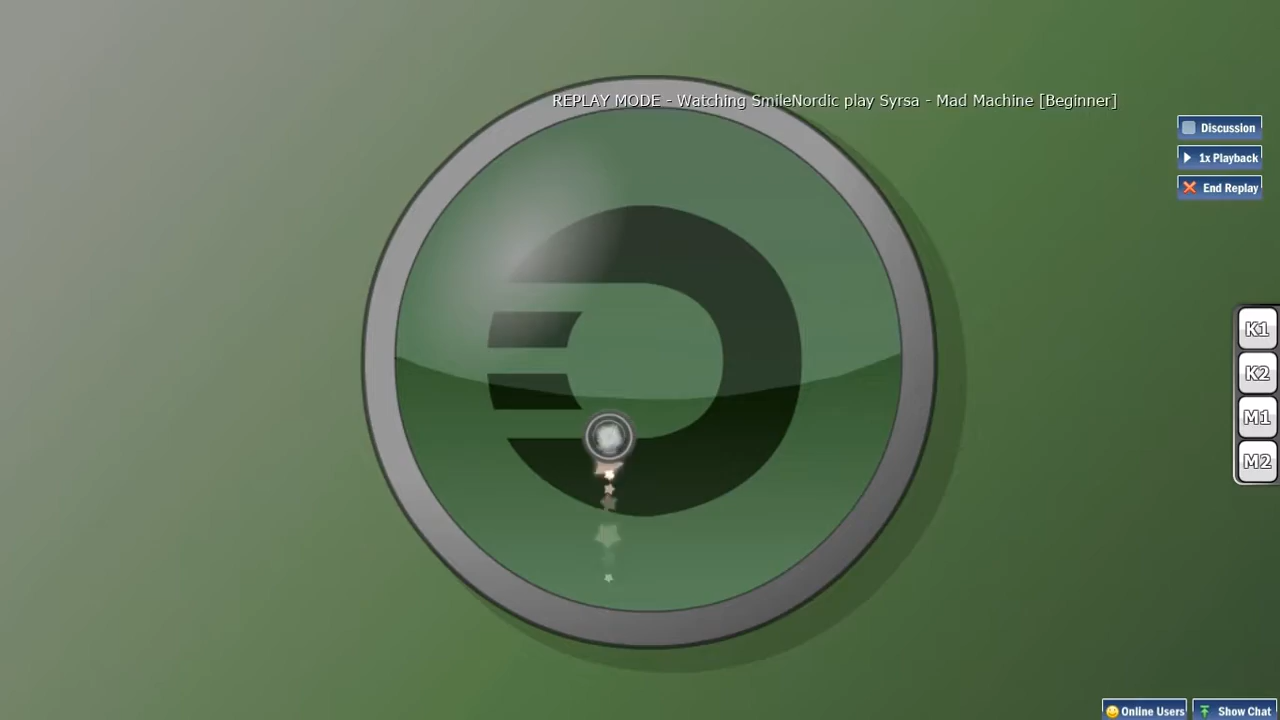 REPLAY MODE - Watching SmileNordic play Syrsa - Mad Machine [Beginner]
Discussion
1x Playback
End Replay
K1
K2
M1
M2
Online Users
Show Chat